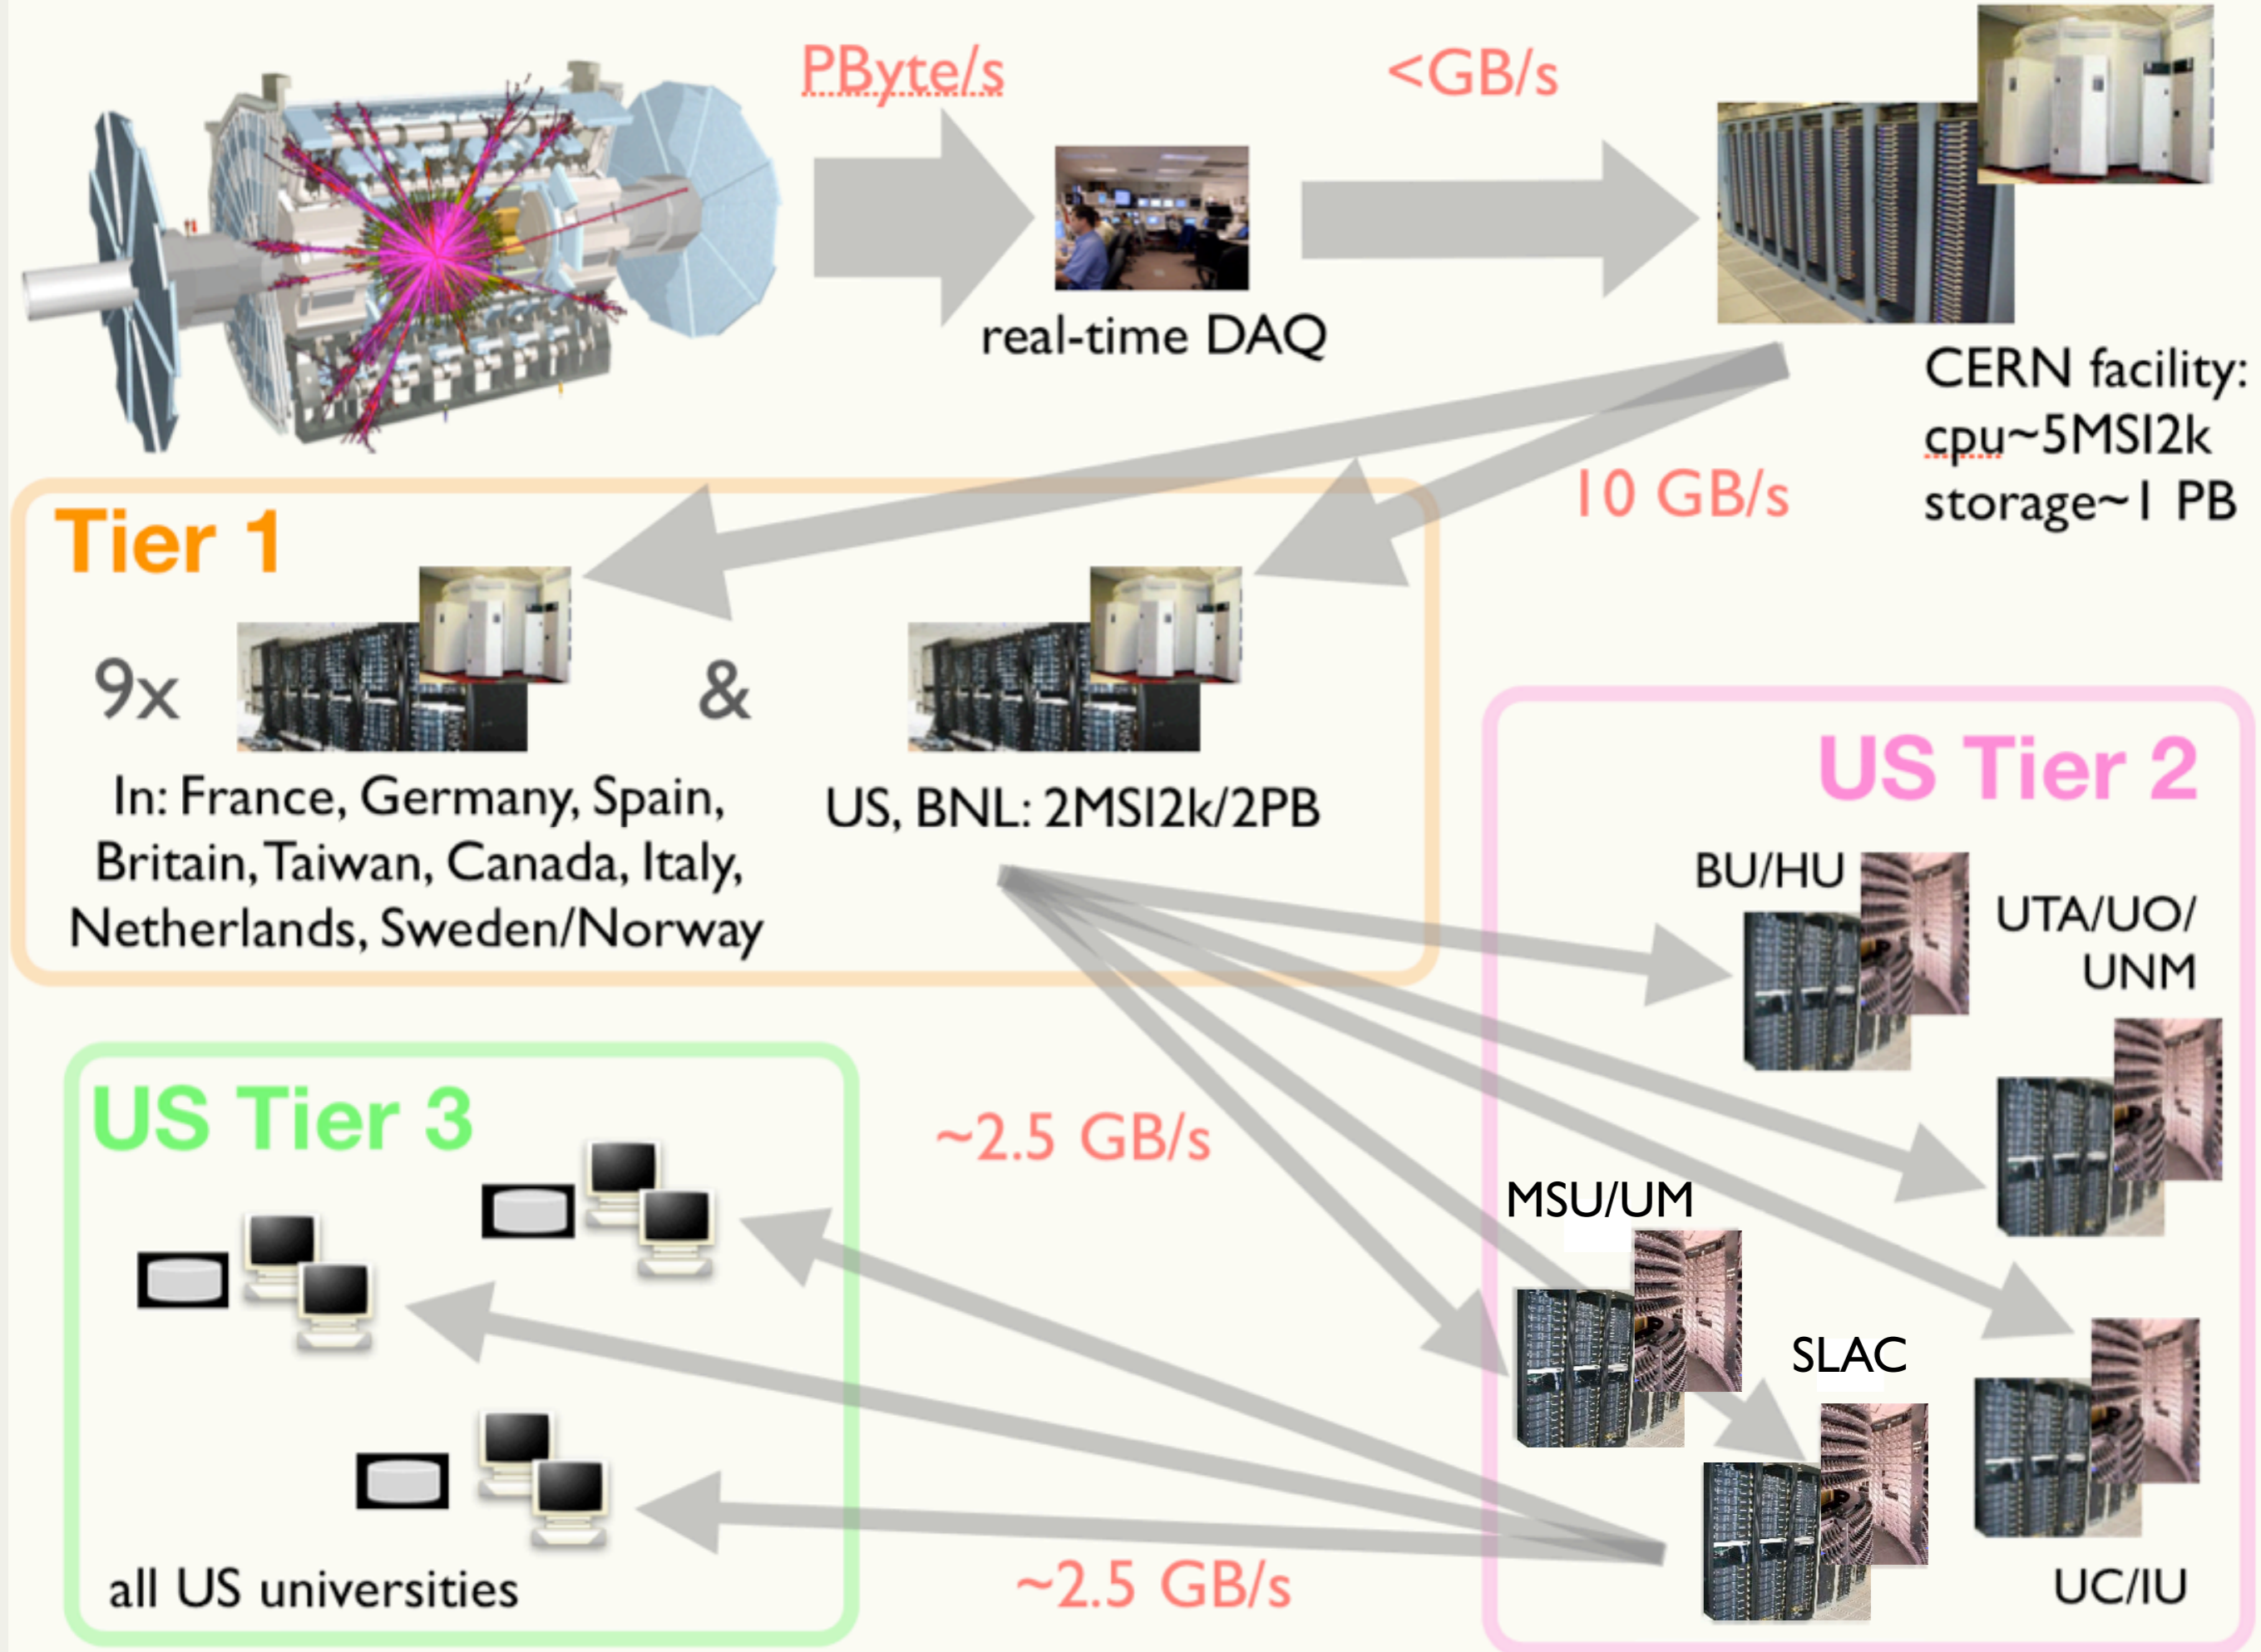 PByte/s
<GB/s
real-time DAQ
CERN facility:
cpu~5MSI2k
storage~1 PB
10 GB/s
Tier 1
9x
&
In: France, Germany, Spain,
Britain, Taiwan, Canada, Italy,
Netherlands, Sweden/Norway
US, BNL: 2MSI2k/2PB
US Tier 2
BU/HU
UTA/UO/
UNM
MSU/UM
SLAC
UC/IU
US Tier 3
~2.5 GB/s
all US universities
~2.5 GB/s